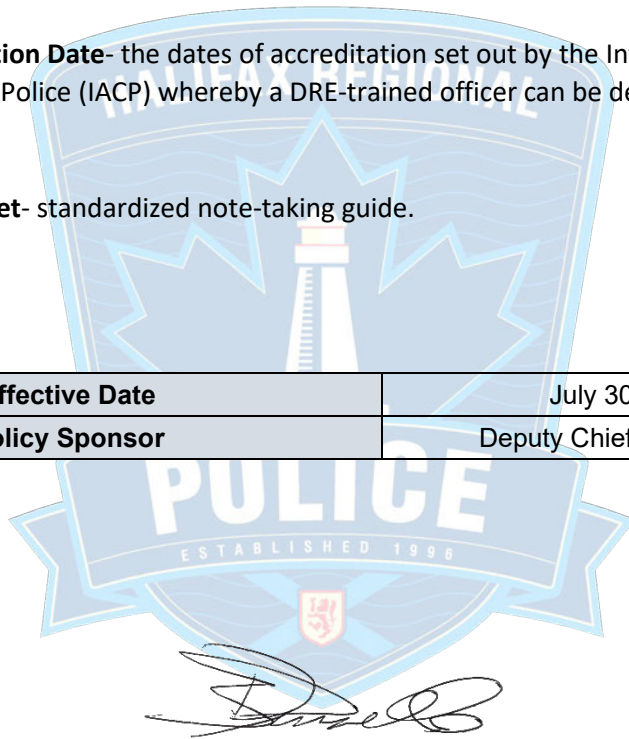 tion Date- the dates of accreditation set out by the In
Police (IACP) whereby a DRE-trained officer can be de
HALIFAX REGIONAL
et- standardized note-taking guide.
ffective Date July 30
olicy Sponsor Deputy Chief
POLICE
ESTABLISHED 1996